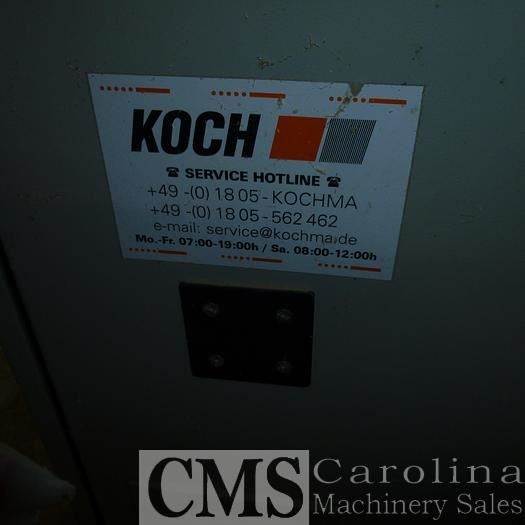 KOCH
☎ SERVICE HOTLINE ☎
+49 -(0) 18 05 - KOCHMA
+49 -(0) 18 05 - 562 462
e-mail: service@kochma.de
Mo.-Fr. 07:00-19:00h / Sa. 08:00-12:00h
CMS Carolina
Machinery Sales